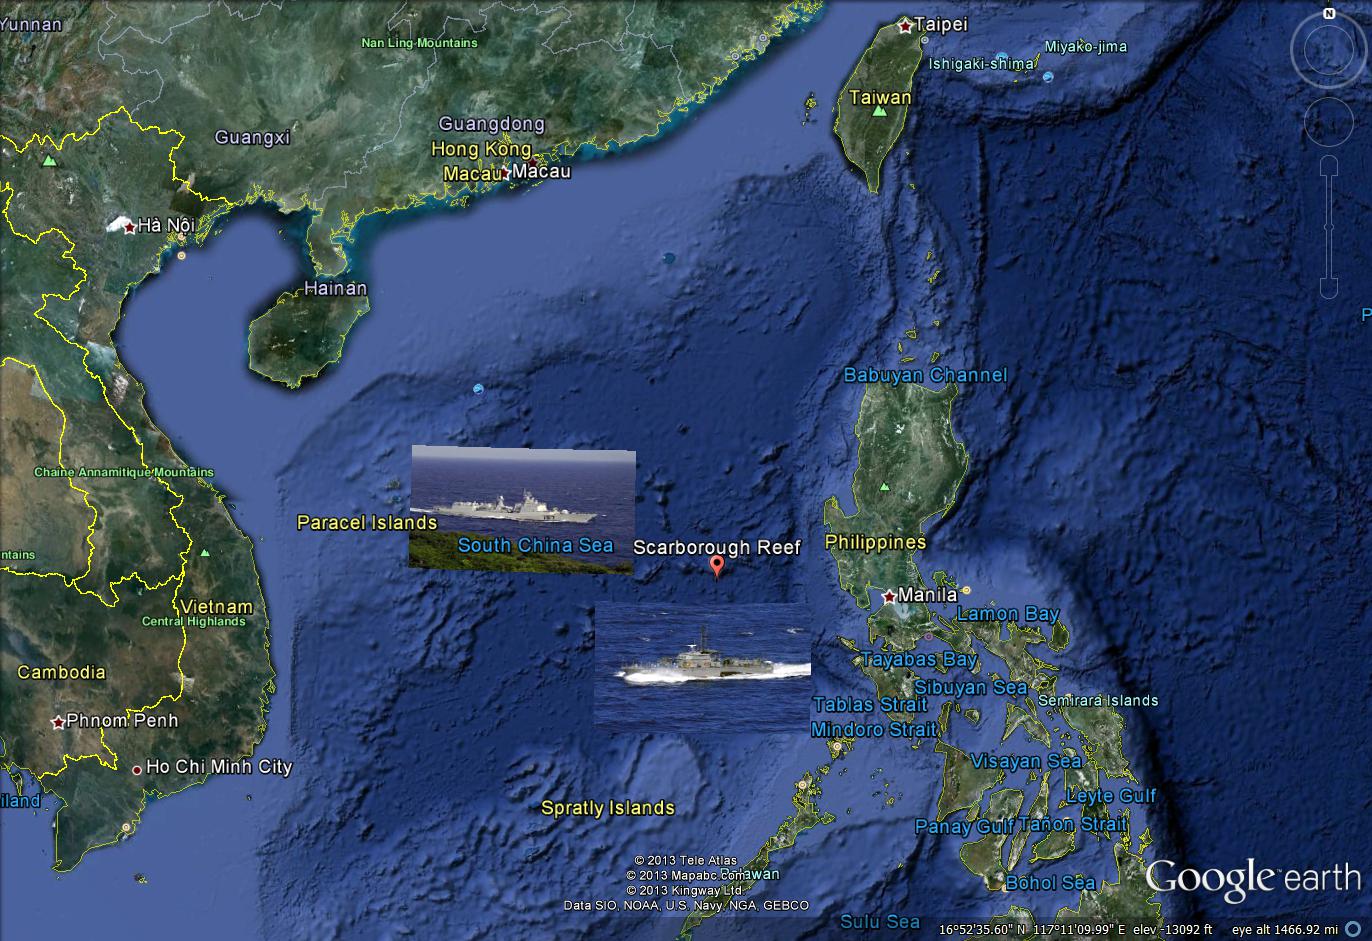 Yunnan
N
Taipei
Nan Ling Mountains
Miyako-jima
Ishigaki-shima
Taiwan
Guangdong
Guangxi
Hong Kong
Macau
Macau
Hà Nội
Hainan
Babuyan Channel
Chaine Annamitique Mountains
Paracel Islands
South China Sea
Scarborough Reef
Philippines
ntains
Manila
Vietnam
Lamon Bay
Central Highlands
Tayabas Bay
Cambodia
Sibuyan Sea
Semirara Islands
Tablas Strait
Phnom Penh
Mindoro Strait
Visayan Sea
Ho Chi Minh City
Leyte Gulf
iland
Spratly Islands
Panay Gulf
Tañon Strait
© 2013 Tele Atlas
© 2013 Mapabc.com
© 2013 Kingway Ltd.
Data SIO, NOAA, U.S. Navy, NGA, GEBCO
Bohol Sea
Google earth
Sulu Sea
16°52'35.60" N 117°11'09.99" E elev -13092 ft eye alt 1466.92 mi